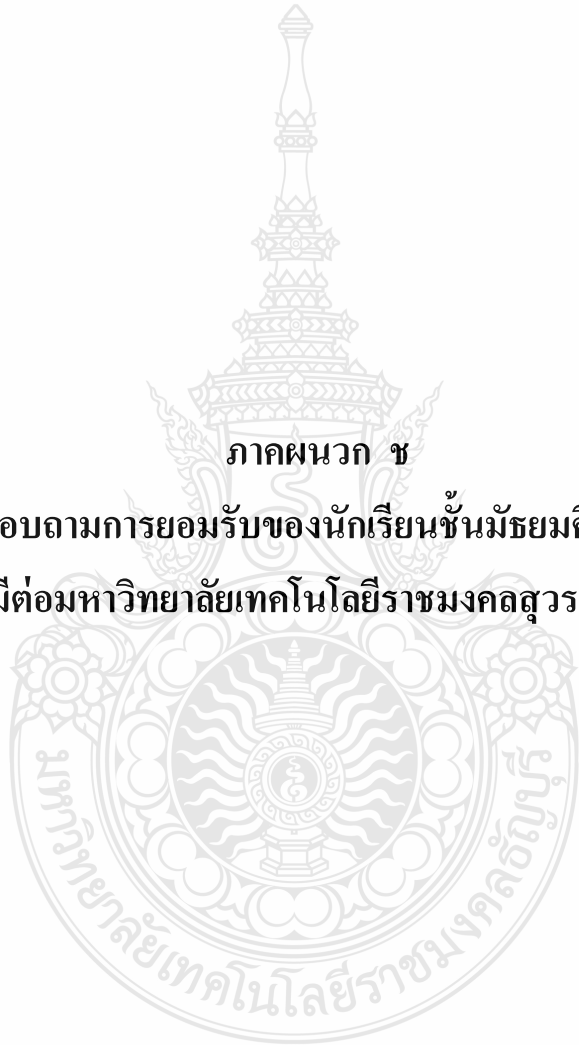 ภาคผนวก ช
อบถามการยอมรับของนักเรียนชั้นมัธยมศึ
มีต่อมหาวิทยาลัยเทคโนโลยีราชมงคลสุวร
มหาวิทยาลัยเทคโนโลยีราชมงคลธัญบุรี